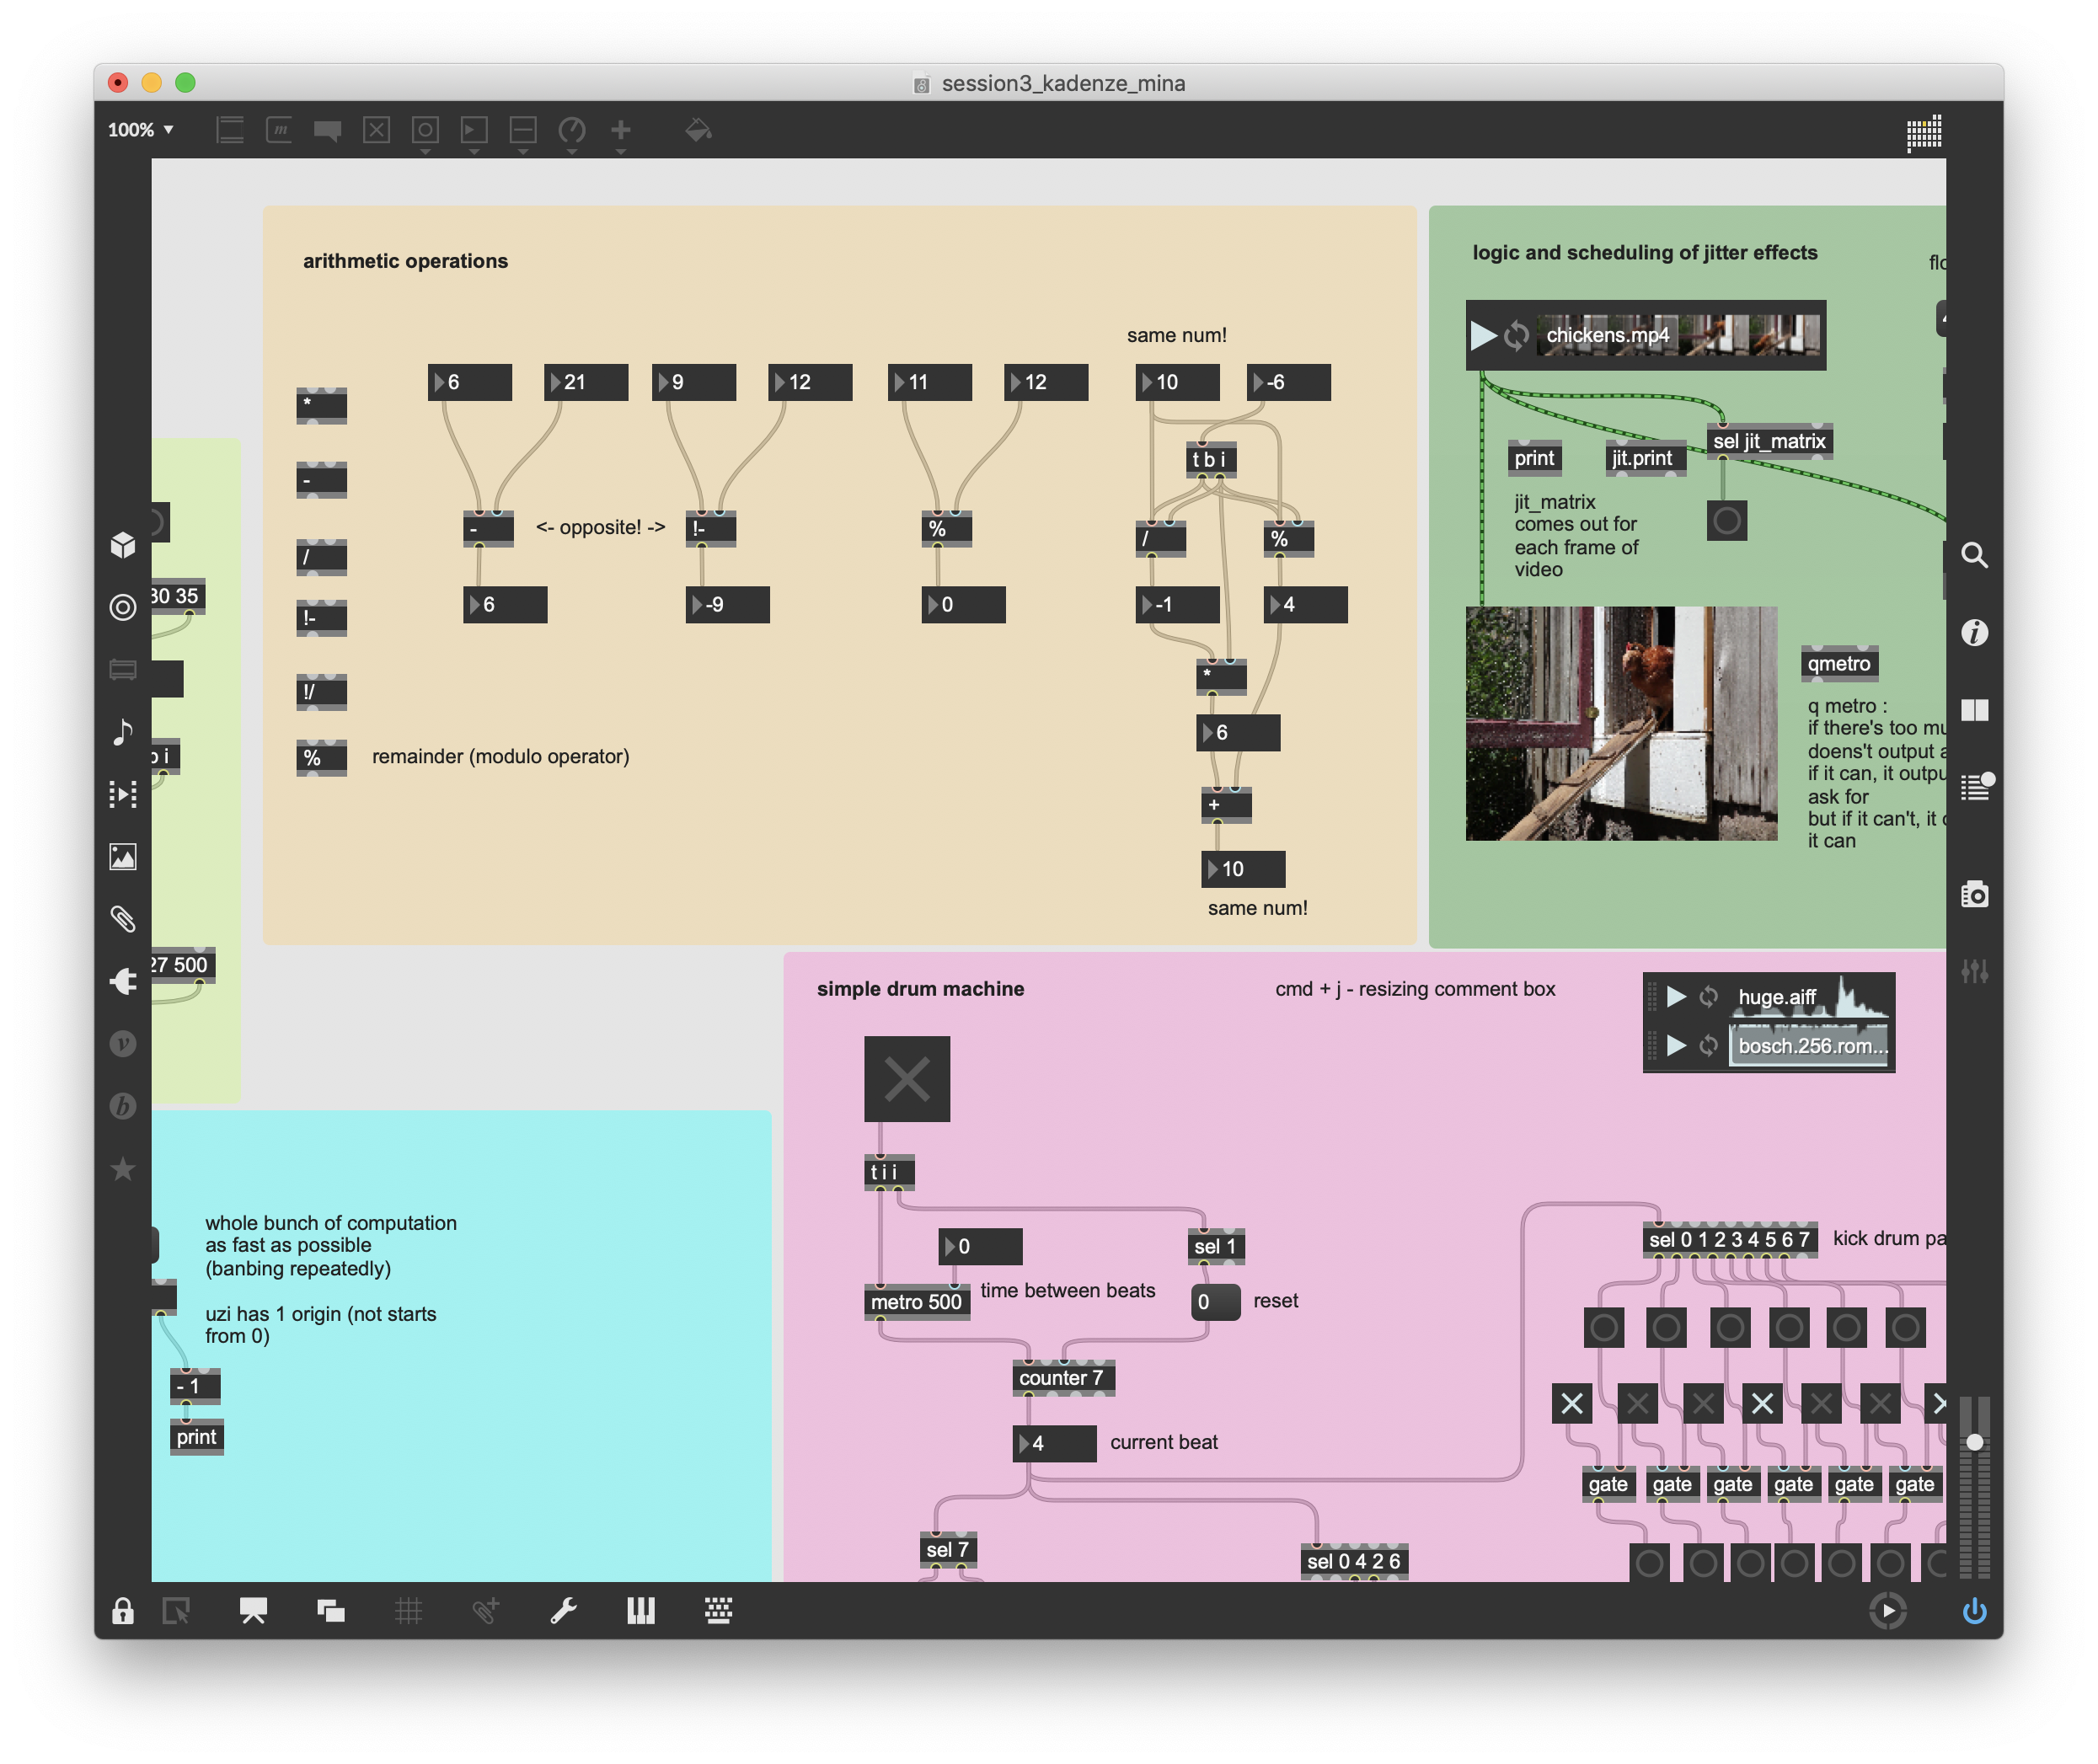 session3_kadenze_mina
100%
arithmetic operations
same num!
6
21
9
12
11
12
10
-6
*
-
/
!-
!/
%
remainder (modulo operator)
t b i
-
<- opposite! ->
!-
%
/
%
6
-9
0
-1
4
*
6
+
10
same num!
logic and scheduling of jitter effects
chickens.mp4
print
jit.print
sel jit_matrix
jit_matrix
comes out for
each frame of
video
qmetro
q metro :
if there's too
doens't output
if it can, it
ask for
but if it can't, it
it can
30 35
27 500
simple drum machine
cmd + j - resizing comment box
huge.aiff
bosch.256.rom...
t i i
0
sel 1
metro 500
time between beats
0
reset
counter 7
4
current beat
sel 7
sel 0 4 2 6
sel 0 1 2 3 4 5 6 7
kick drum
gate
gate
gate
gate
gate
gate
whole bunch of computation
as fast as possible
(banbing repeatedly)
uzi has 1 origin (not starts
from 0)
- 1
print